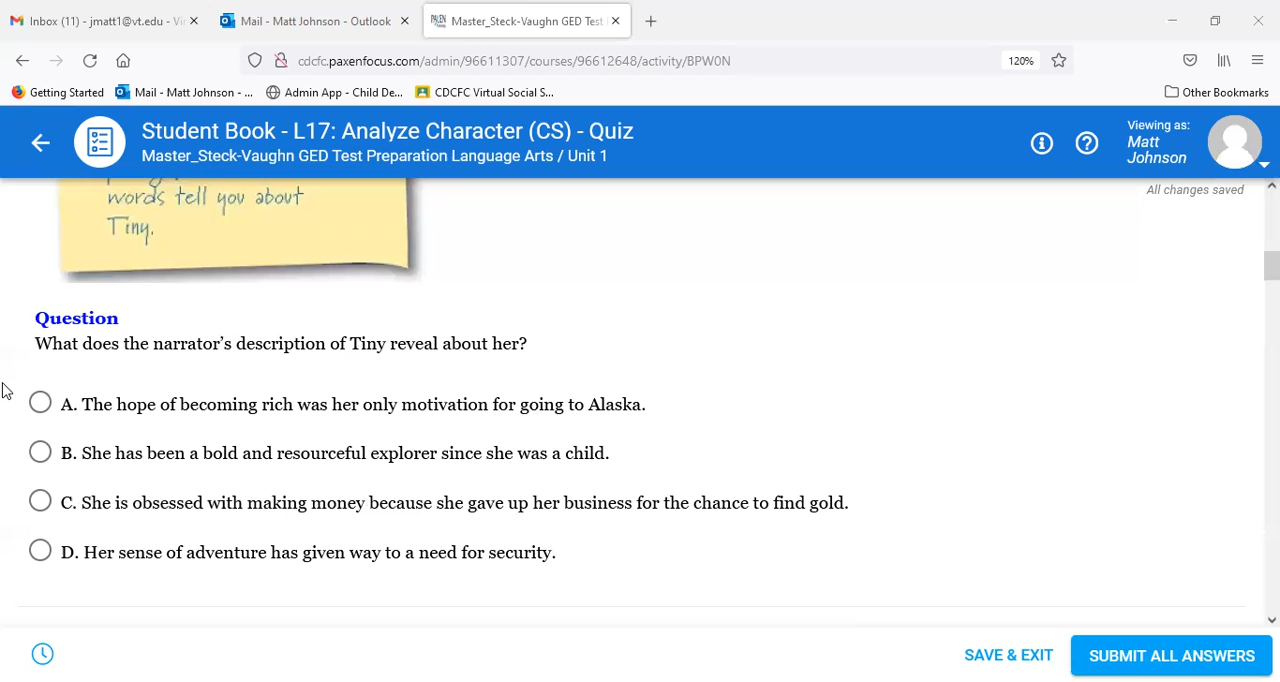 Inbox (11) - jmatt1@vt.edu - Vir
Mail - Matt Johnson - Outlook
Master_Steck-Vaughn GED Test
cdcfc.paxenfocus.com/admin/96611307/courses/96612648/activity/BPW0N
120%
Getting Started
Mail - Matt Johnson - ...
Admin App - Child De...
CDCFC Virtual Social S...
Other Bookmarks
Student Book - L17: Analyze Character (CS) - Quiz
Master_Steck-Vaughn GED Test Preparation Language Arts / Unit 1
Viewing as:
Matt
Johnson
All changes saved
words tell you about
Tiny.
Question
What does the narrator’s description of Tiny reveal about her?
A. The hope of becoming rich was her only motivation for going to Alaska.
B. She has been a bold and resourceful explorer since she was a child.
C. She is obsessed with making money because she gave up her business for the chance to find gold.
D. Her sense of adventure has given way to a need for security.
SAVE & EXIT
SUBMIT ALL ANSWERS